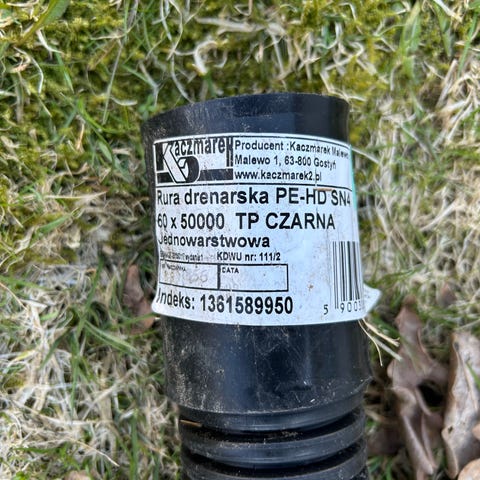 Kaczmarek
Producent : Kaczmarek Malewo
Malewo 1, 63-800 Gostyń
www.kaczmarek2.pl
Rura drenarska PE-HD SN4
60 x 50000 TP CZARNA
Jednowarstwowa
KDWU nr: 111/2
DATA
Indeks: 1361589950
5 9003